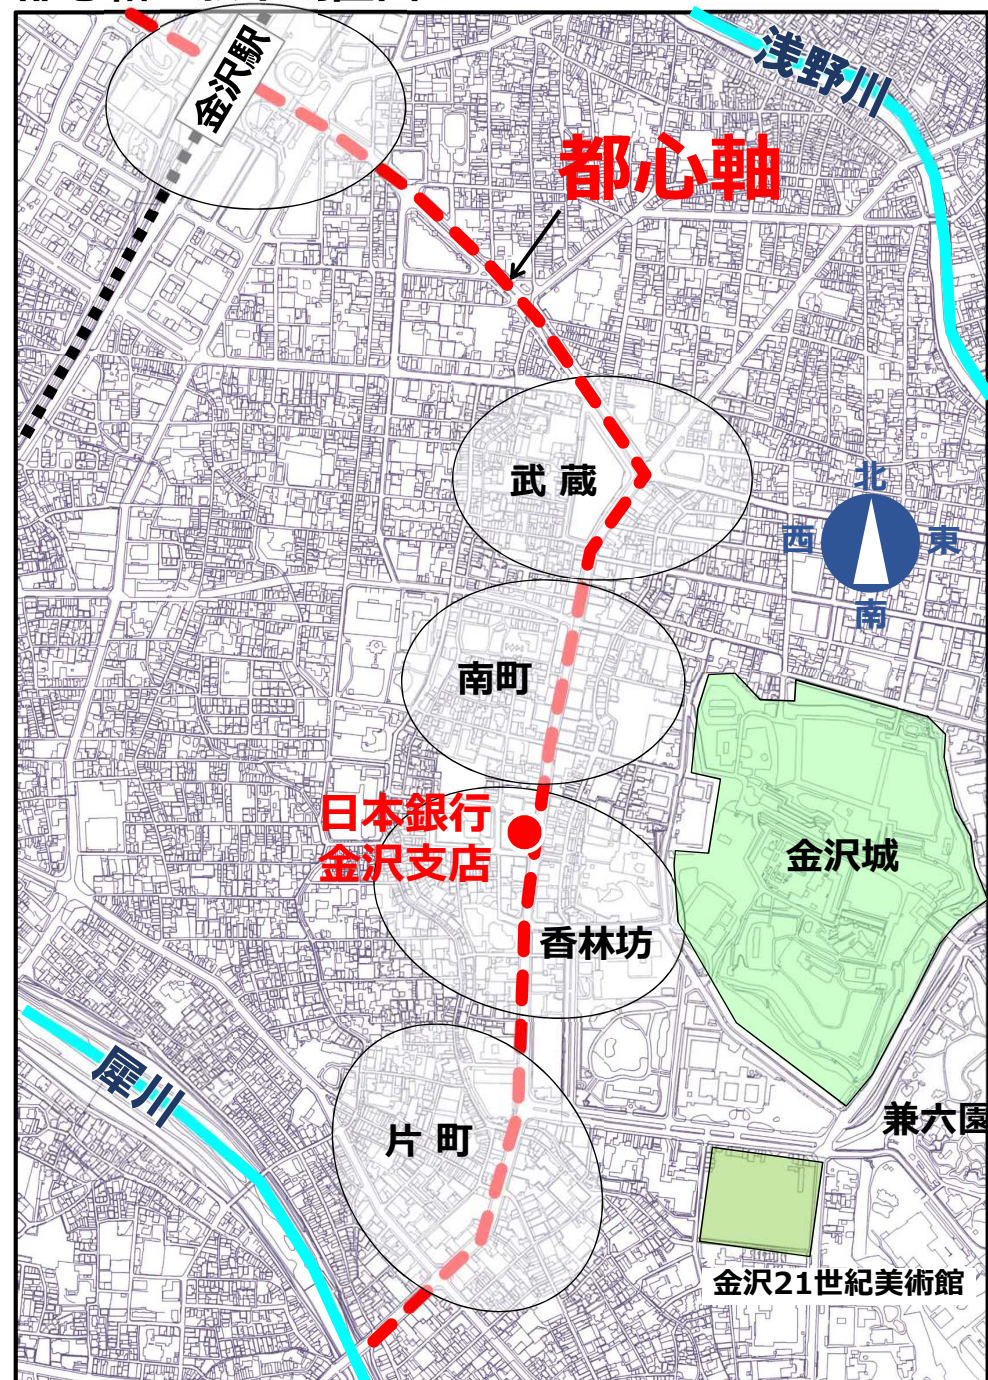 金沢駅
浅野川
都心軸
武蔵
北
西
東
南
南町
日本銀行
金沢支店
金沢城
香林坊
犀川
片町
兼六園
金沢21世紀美術館